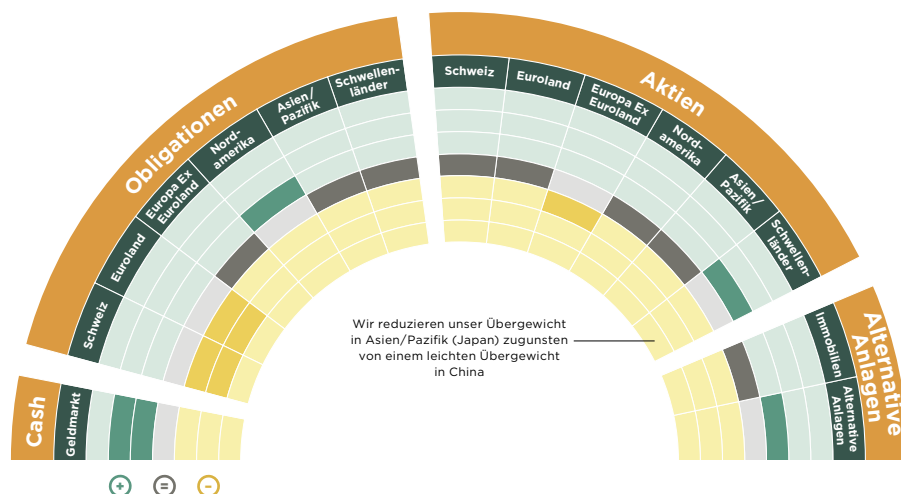 Obligationen
Schweiz
Euroland
Europa Ex
Euroland
Nord-
amerika
Asien/
Pazifik
Schwellen-
länder
Aktien
Schweiz
Euroland
Europa Ex
Euroland
Nord-
amerika
Asien/
Pazifik
Schwellen-
länder
Alternative
Anlagen
Immobilien
Alternative
Anlagen
Cash
Geldmarkt
Wir reduzieren unser Übergewicht
in Asien/Pazifik (Japan) zugunsten
von einem leichten Übergewicht
in China
+
=
-